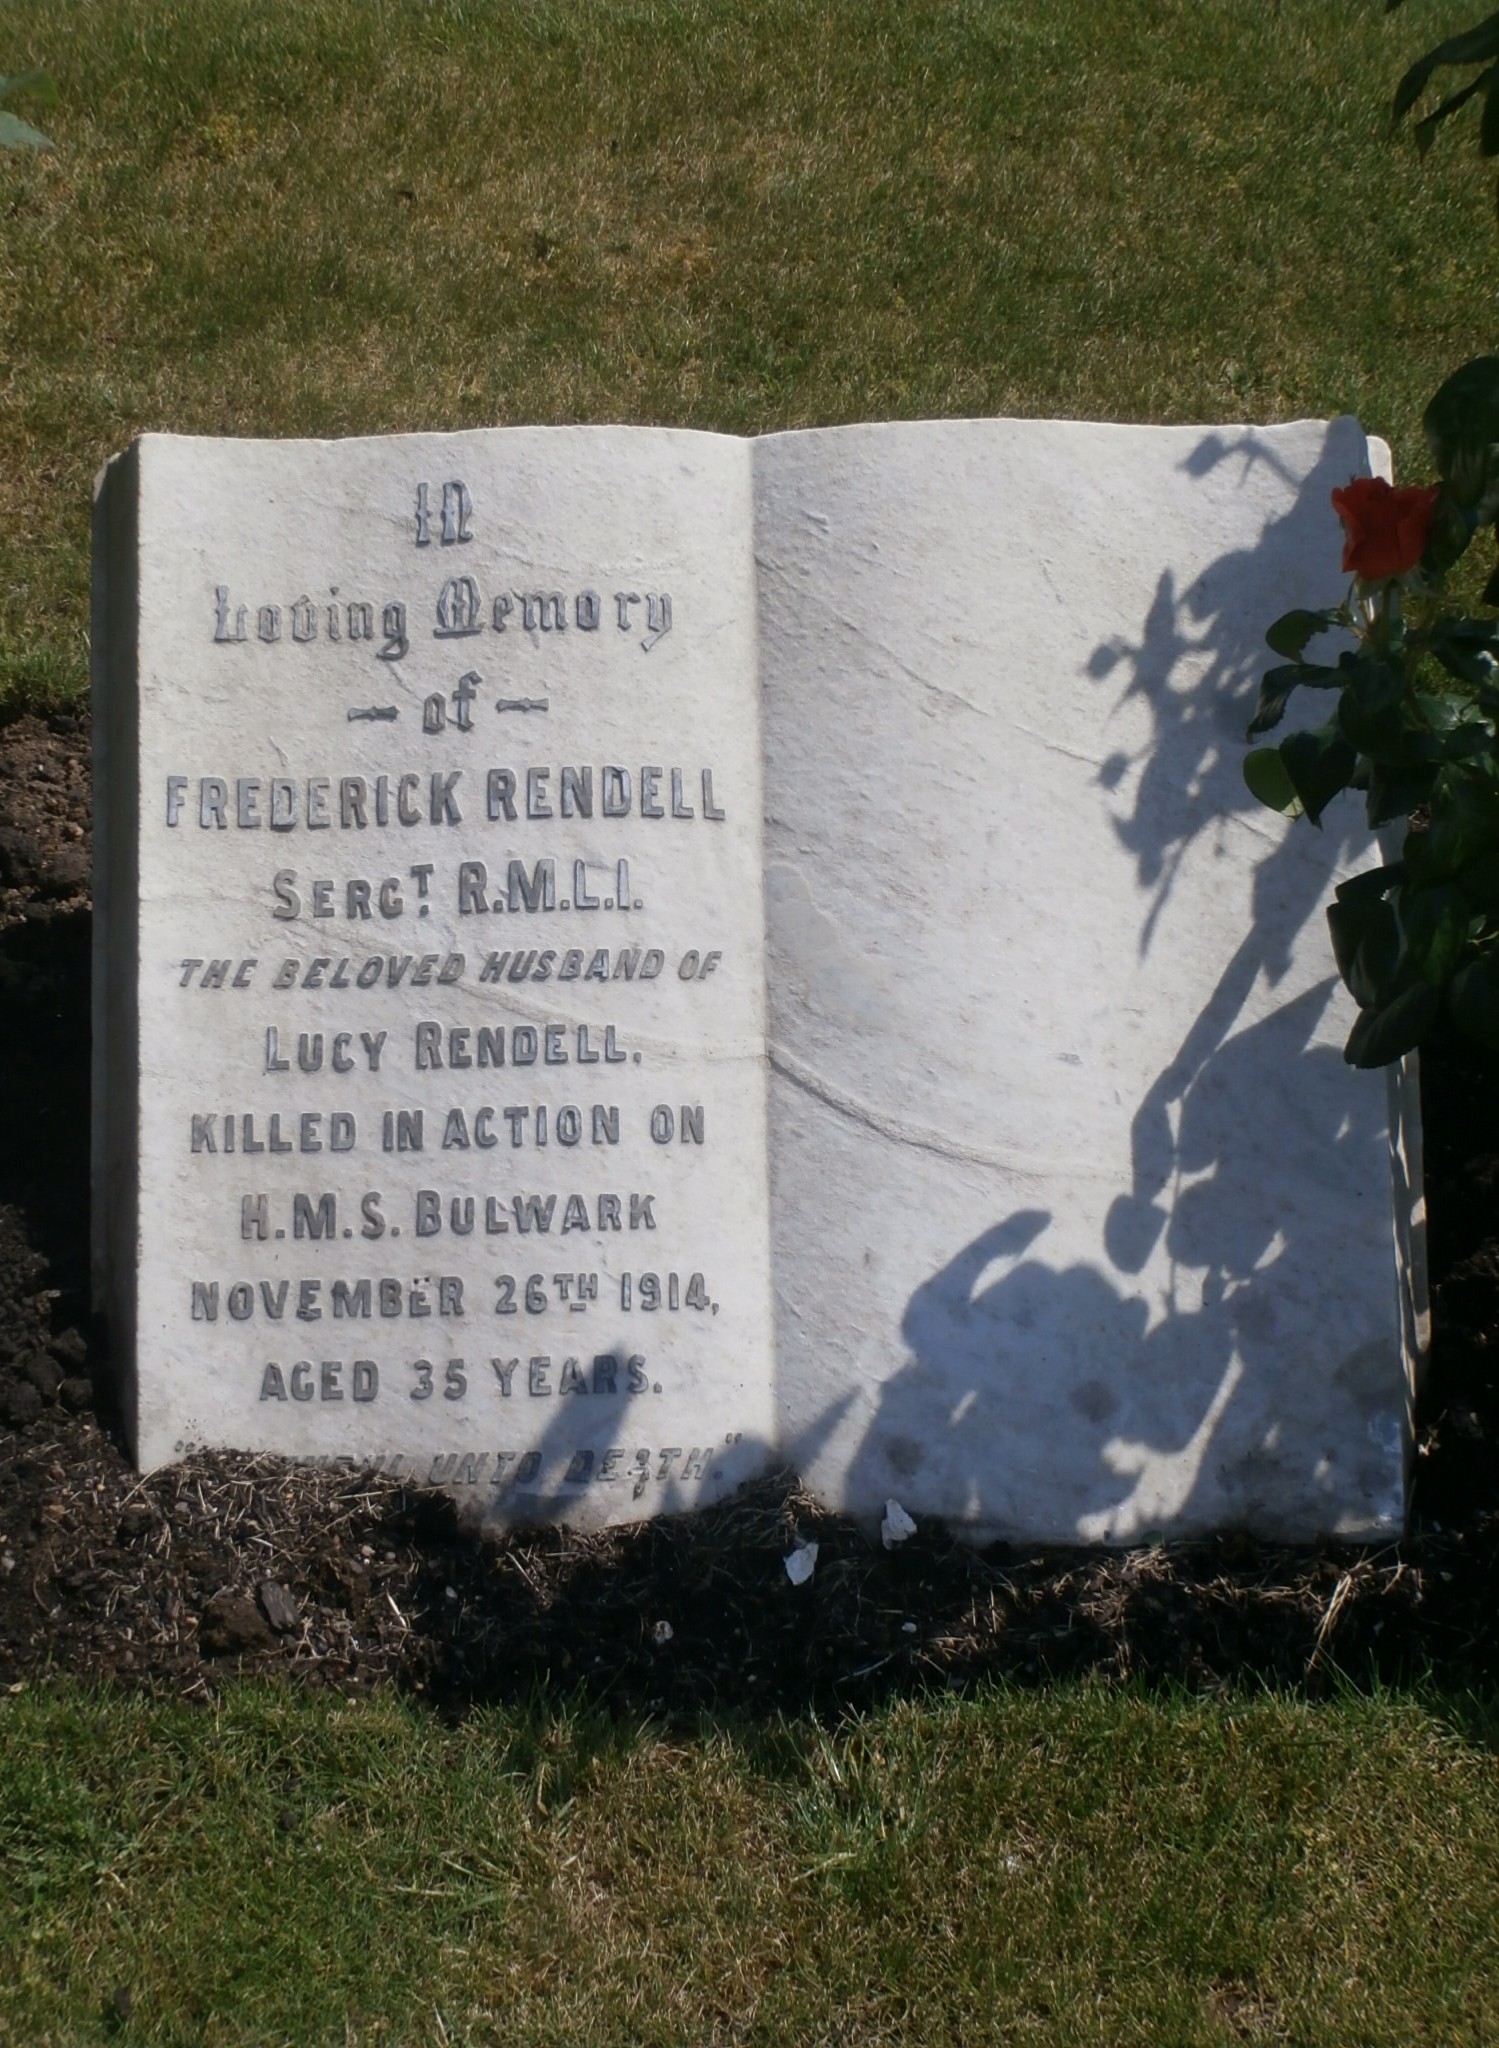 In
Loving Memory
- of -
FREDERICK RENDELL
SERGT. R.M.L.I.
THE BELOVED HUSBAND OF
LUCY RENDELL.
KILLED IN ACTION ON
H.M.S. BULWARK
NOVEMBER 26TH 1914,
AGED 35 YEARS.
UNTO DEATH."